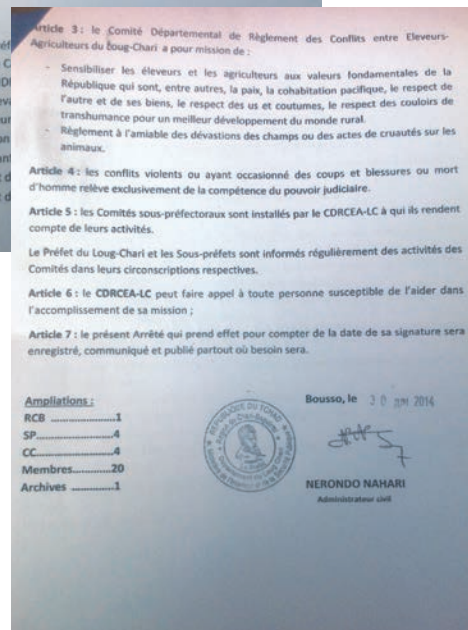 Article 3 : le Comité Départemental de Règlement des Conflits entre Eleveurs-
Agriculteurs du Loug-Chari a pour mission de :
- Sensibiliser les éleveurs et les agriculteurs aux valeurs fondamentales de la
République qui sont, entre autres, la paix, la cohabitation pacifique, le respect de
l'autre et de ses biens, le respect des us et coutumes, le respect des couloirs de
transhumance pour un meilleur développement du monde rural.
- Règlement à l'amiable des dévastions des champs ou des actes de cruautés sur les
animaux.
Article 4 : les conflits violents ou ayant occasionné des coups et blessures ou mort
d'homme relève exclusivement de la compétence du pouvoir judiciaire.
Article 5 : les Comités sous-préfectoraux sont installés par le CDRCEA-LC à qui ils rendent
compte de leurs activités.
Le Préfet du Loug-Chari et les Sous-préfets sont informés régulièrement des activités des
Comités dans leurs circonscriptions respectives.
Article 6 : le CDRCEA-LC peut faire appel à toute personne susceptible de l'aider dans
l'accomplissement de sa mission ;
Article 7 : le présent Arrêté qui prend effet pour compter de la date de sa signature sera
enregistré, communiqué et publié partout où besoin sera.
Ampliations :
RCB ..................1
SP......................4
CC......................4
Membres............20
Archives ..............1
REPUBLIQUE DU TCHAD
Bousso, le 2014
NERONDO NAHARI
Administrateur civil